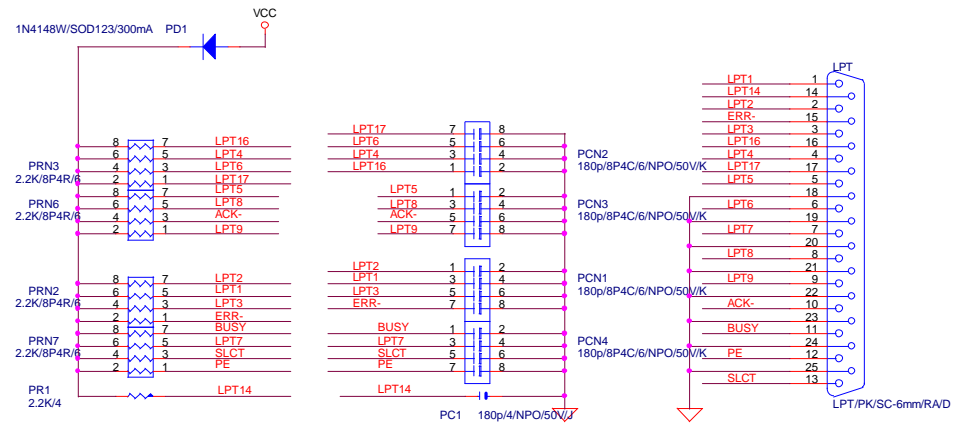 VCC
1N4148W/SOD123/300mA PD1
PRN3
2.2K/8P4R/6
8 7 LPT16
6 5 LPT4
4 3 LPT6
2 1 LPT17
PRN6
2.2K/8P4R/6
8 7 LPT5
6 5 LPT8
4 3 ACK-
2 1 LPT9
PRN2
2.2K/8P4R/6
8 7 LPT2
6 5 LPT1
4 3 LPT3
2 1 ERR-
PRN7
2.2K/8P4R/6
8 7 BUSY
6 5 LPT7
4 3 SLCT
2 1 PE
PR1
2.2K/4
LPT14
LPT17 7 8
LPT6 5 6
LPT4 3 4
LPT16 1 2
PCN2
180p/8P4C/6/NPO/50V/K
LPT5 1 2
LPT8 3 4
ACK- 5 6
LPT9 7 8
PCN3
180p/8P4C/6/NPO/50V/K
LPT2 1 2
LPT1 3 4
LPT3 5 6
ERR- 7 8
PCN1
180p/8P4C/6/NPO/50V/K
BUSY 1 2
LPT7 3 4
SLCT 5 6
PE 7 8
PCN4
180p/8P4C/6/NPO/50V/K
LPT14
PC1 180p/4/NPO/50V/J
LPT
LPT1 1
LPT14 14
LPT2 2
ERR- 15
LPT3 3
LPT16 16
LPT4 4
LPT17 17
LPT5 5
18
LPT6 6
19
LPT7 7
20
LPT8 8
21
LPT9 9
22
ACK- 10
23
BUSY 11
24
PE 12
25
SLCT 13
LPT/PK/SC-6mm/RA/D